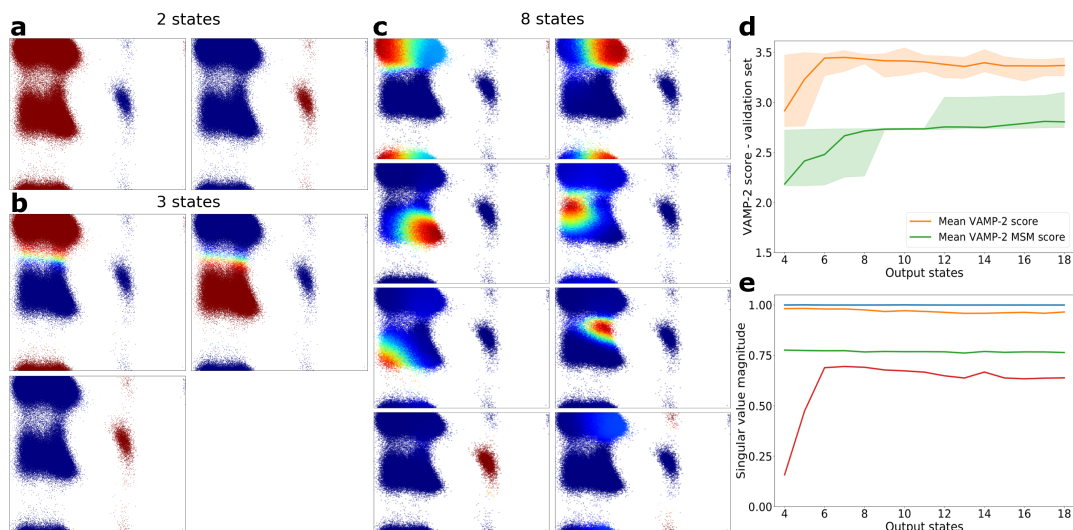 a
2 states
b
3 states
c
8 states
d
VAMP-2 score - validation set
3.5
3.0
2.5
2.0
1.5
Mean VAMP-2 score
Mean VAMP-2 MSM score
4 6 8 10 12 14 16 18
Output states
e
Singular value magnitude
1.00
0.75
0.50
0.25
0.00
4 6 8 10 12 14 16 18
Output states